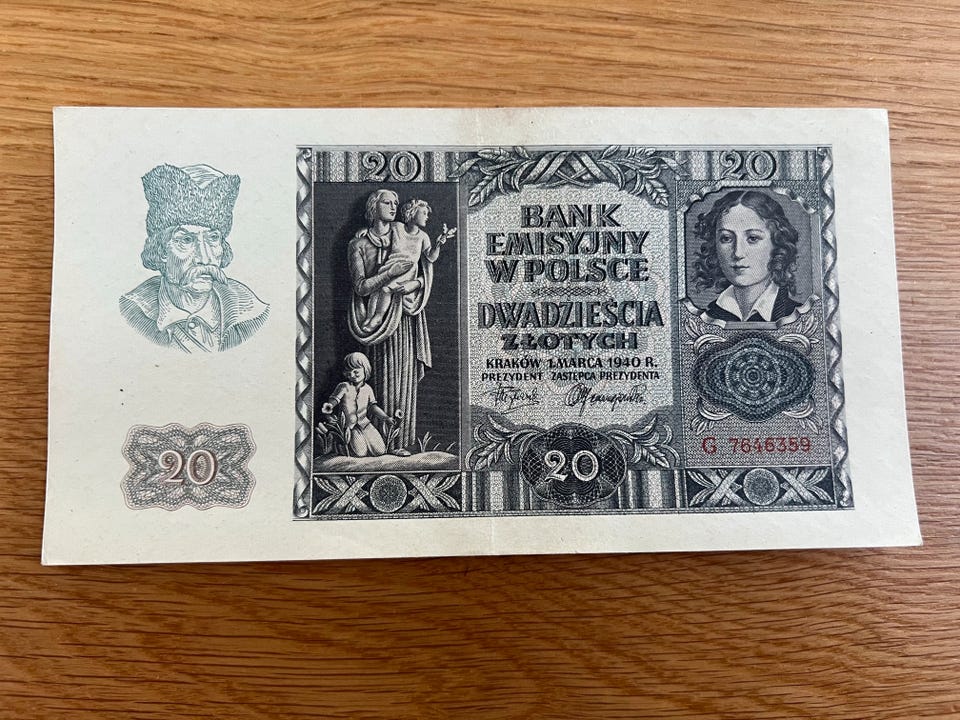 20
20
BANK
EMISYJNY
W POLSCE
DWADZIEŚCIA
ZŁOTYCH
KRAKÓW 1.MARCA 1940 R.
PREZYDENT ZASTĘPCA PREZYDENTA
G 7646359
20
20